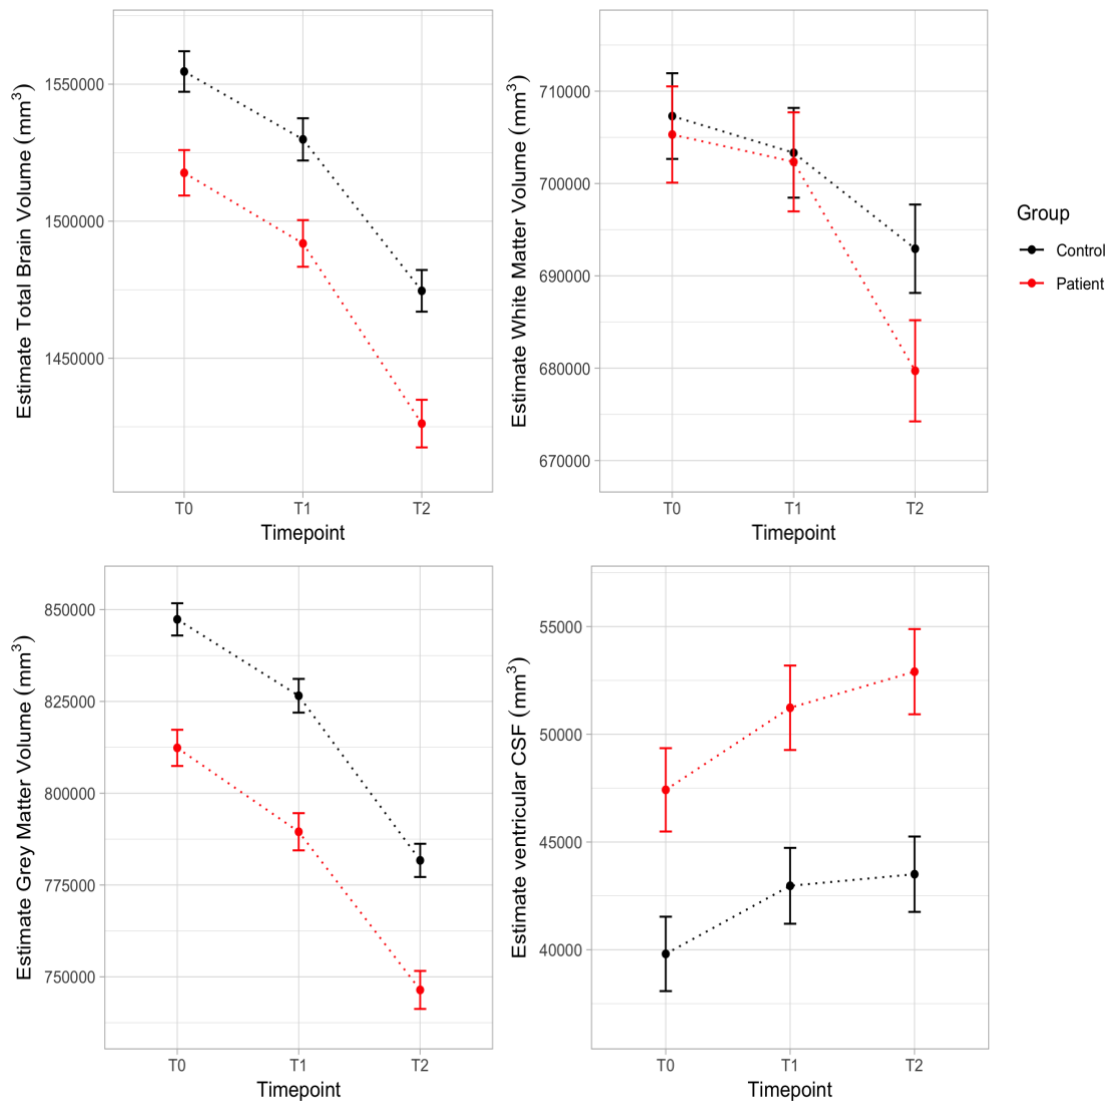 Estimate Total Brain Volume (mm³)
1550000
1500000
1450000
T0 T1 T2
Timepoint
Estimate White Matter Volume (mm³)
710000
700000
690000
680000
670000
T0 T1 T2
Timepoint
Group
Control
Patient
Estimate Grey Matter Volume (mm³)
850000
825000
800000
775000
750000
T0 T1 T2
Timepoint
Estimate ventricular CSF (mm³)
55000
50000
45000
40000
T0 T1 T2
Timepoint